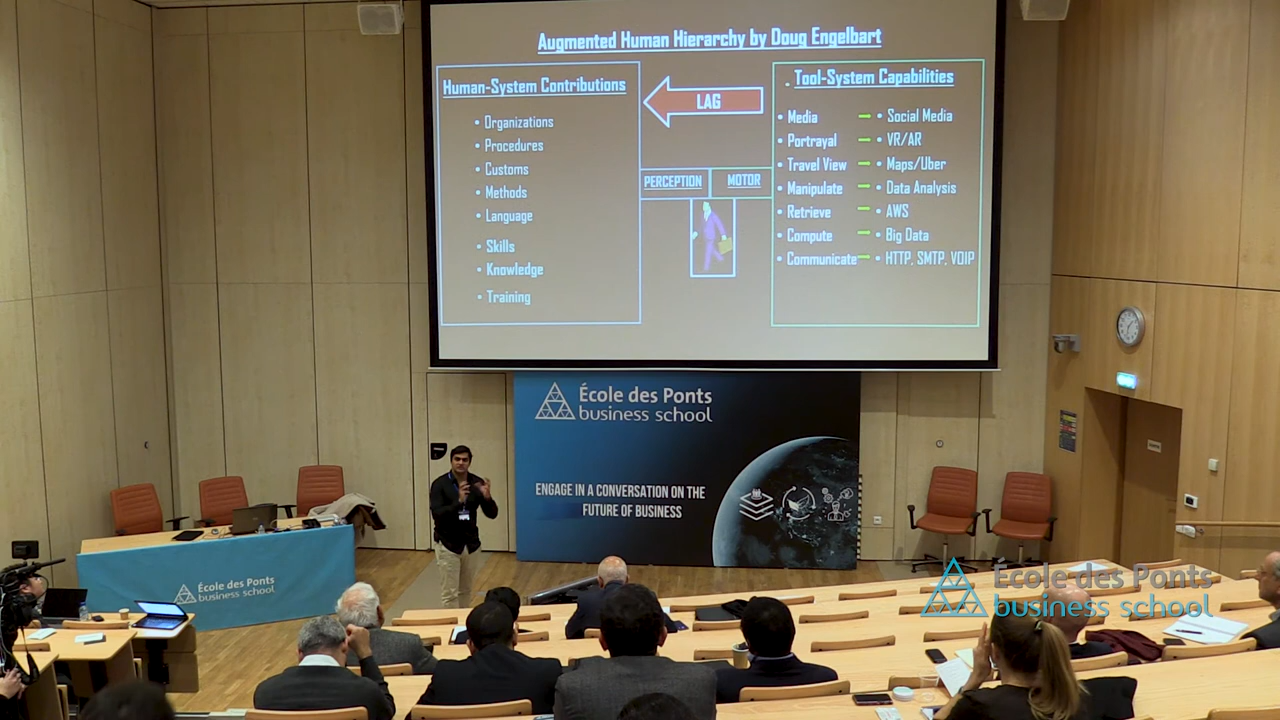 Augmented Human Hierarchy by Doug Engelbart
Human-System Contributions
• Organizations
• Procedures
• Customs
• Methods
• Language
• Skills
• Knowledge
• Training
LAG
PERCEPTION
MOTOR
Tool-System Capabilities
• Media • Social Media
• Portrayal • VR/AR
• Travel View • Maps/Uber
• Manipulate • Data Analysis
• Retrieve • AWS
• Compute • Big Data
• Communicate • HTTP, SMTP, VOIP
École des Ponts
business school
ENGAGE IN A CONVERSATION ON THE
FUTURE OF BUSINESS
École des Ponts
business school
École des Ponts
business school